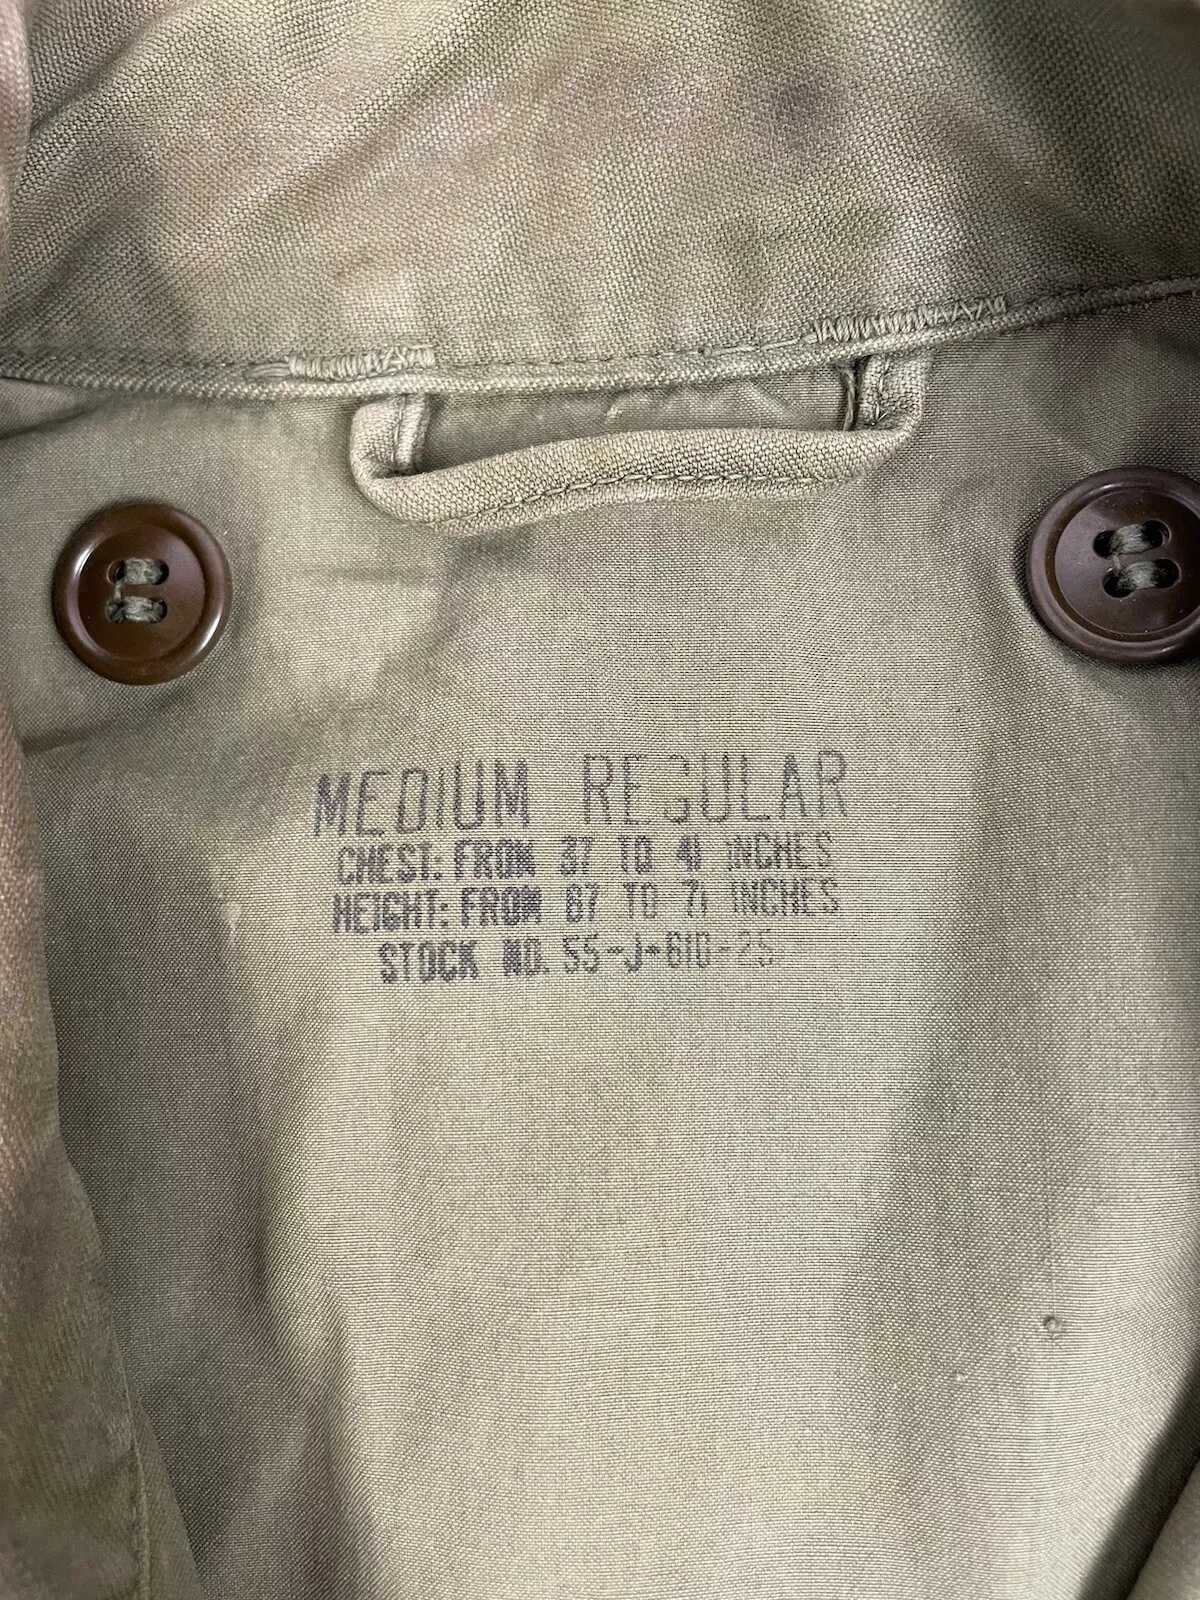 MEDIUM REGULAR
CHEST: FROM 37 TO 41 INCHES
HEIGHT: FROM 67 TO 71 INCHES
STOCK NO. 55-J-610-25